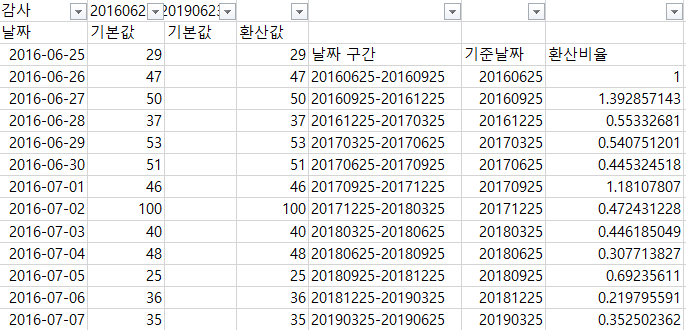 감사 2016062 20190623
날짜 기본값 기본값 환산값
2016-06-25 29 29 날짜 구간 기준날짜 환산비율
2016-06-26 47 47 20160625-20160925 20160625 1
2016-06-27 50 50 20160925-20161225 20160925 1.392857143
2016-06-28 37 37 20161225-20170325 20161225 0.55332681
2016-06-29 53 53 20170325-20170625 20170325 0.540751201
2016-06-30 51 51 20170625-20170925 20170625 0.445324518
2016-07-01 46 46 20170925-20171225 20170925 1.18107807
2016-07-02 100 100 20171225-20180325 20171225 0.472431228
2016-07-03 40 40 20180325-20180625 20180325 0.446185049
2016-07-04 48 48 20180625-20180925 20180625 0.307713827
2016-07-05 25 25 20180925-20181225 20180925 0.69235611
2016-07-06 36 36 20181225-20190325 20181225 0.219795591
2016-07-07 35 35 20190325-20190625 20190325 0.352502362